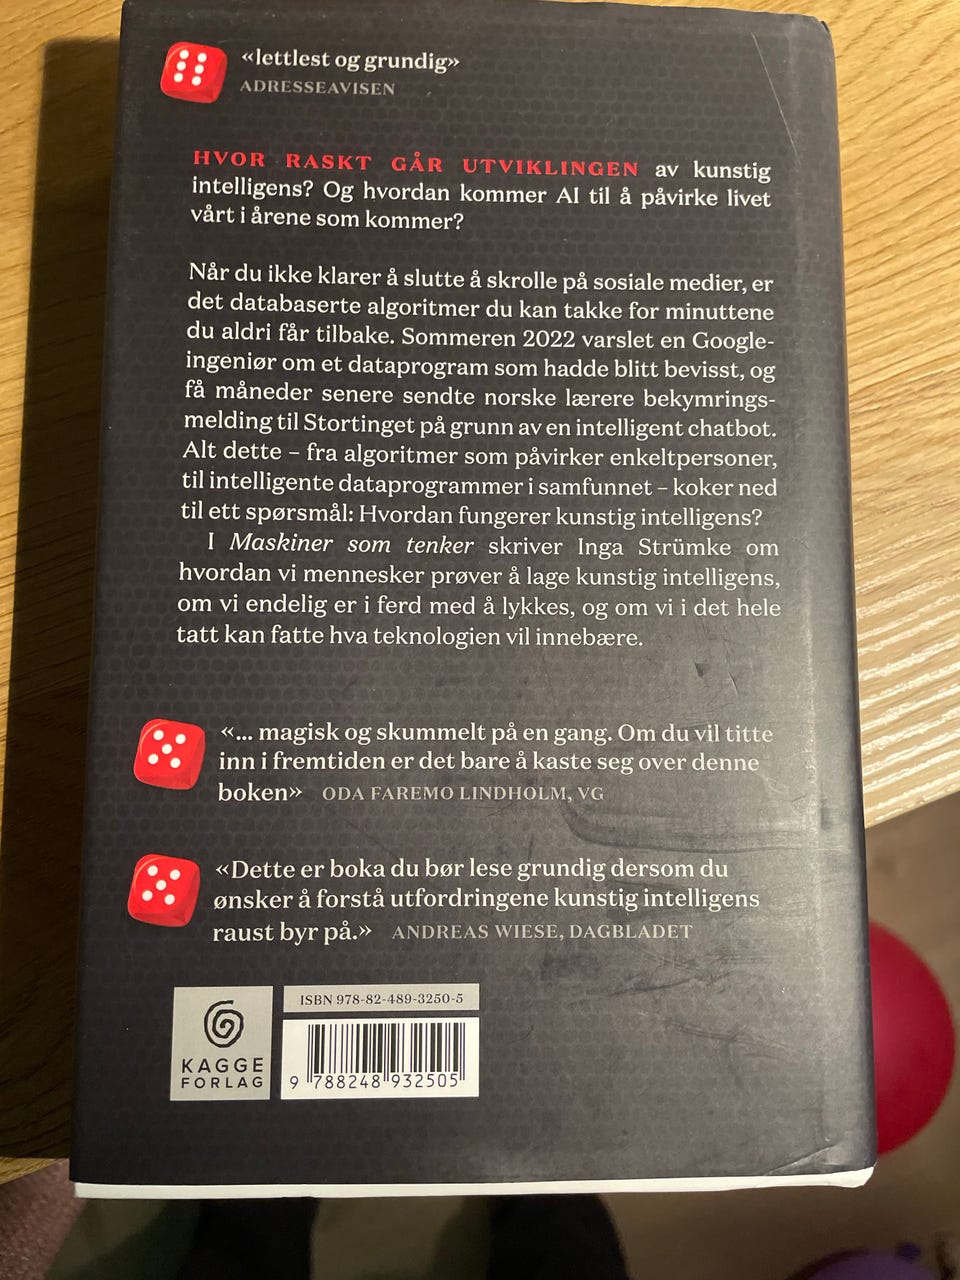 «lettlest og grundig»
ADRESSEAVISEN
HVOR RASKT GÅR UTVIKLINGEN av kunstig
intelligens? Og hvordan kommer AI til å påvirke livet
vårt i årene som kommer?
Når du ikke klarer å slutte å skrolle på sosiale medier, er
det databaserte algoritmer du kan takke for minuttene
du aldri får tilbake. Sommeren 2022 varslet en Google-
ingeniør om et dataprogram som hadde blitt bevisst, og
få måneder senere sendte norske lærere bekymrings-
melding til Stortinget på grunn av en intelligent chatbot.
Alt dette – fra algoritmer som påvirker enkeltpersoner,
til intelligente dataprogrammer i samfunnet – koker ned
til ett spørsmål: Hvordan fungerer kunstig intelligens?
I Maskiner som tenker skriver Inga Strümke om
hvordan vi mennesker prøver å lage kunstig intelligens,
om vi endelig er i ferd med å lykkes, og om vi i det hele
tatt kan fatte hva teknologien vil innebære.
«... magisk og skummelt på en gang. Om du vil titte
inn i fremtiden er det bare å kaste seg over denne
boken» ODA FAREMO LINDHOLM, VG
«Dette er boka du bør lese grundig dersom du
ønsker å forstå utfordringene kunstig intelligens
raust byr på.» ANDREAS WIESE, DAGBLADET
KAGGE
FORLAG
ISBN 978-82-489-3250-5
9 788248 932505